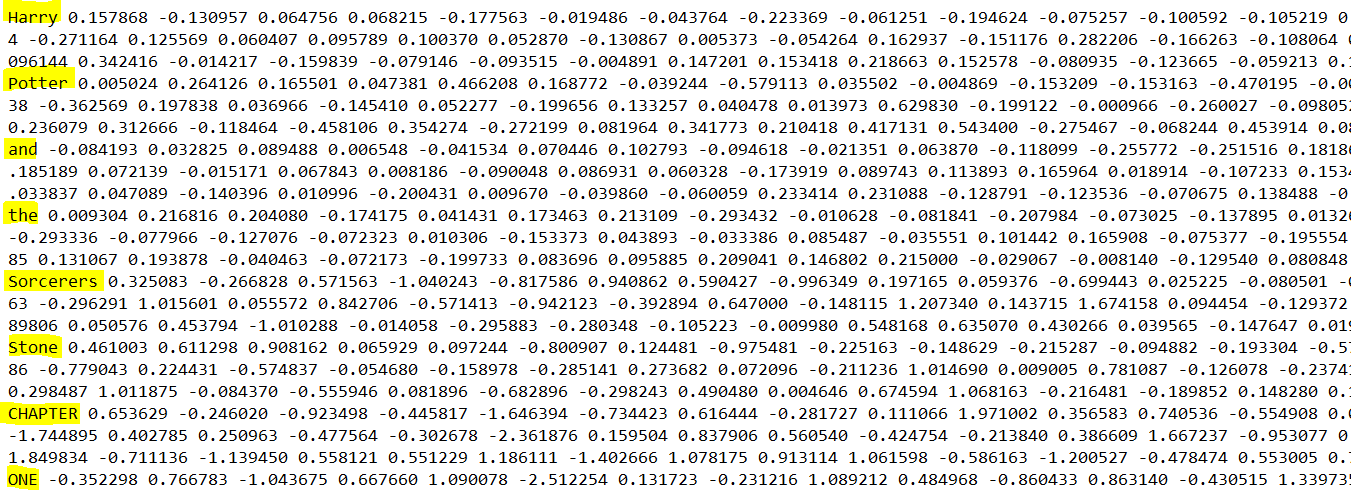 Harry 0.157868 -0.130957 0.064756 0.068215 -0.177563 -0.019486 -0.043764 -0.223369 -0.061251 -0.194624 -0.075257 -0.100592 -0.105219
4 -0.271164 0.125569 0.060407 0.095789 0.100370 0.052870 -0.130867 0.005373 -0.054264 0.162937 -0.151176 0.282206 -0.166263 -0.108064
096144 0.342416 -0.014217 -0.159839 -0.079146 -0.093515 -0.004891 0.147201 0.153418 0.218663 0.152578 -0.080935 -0.123665 -0.059213
Potter 0.005024 0.264126 0.165501 0.047381 0.466208 0.168772 -0.039244 -0.579113 0.035502 -0.004869 -0.153209 -0.153163 -0.470195
38 -0.362569 0.197838 0.036966 -0.145410 0.052277 -0.199656 0.133257 0.040478 0.013973 0.629830 -0.199122 -0.000966 -0.260027 -0.098052
0.236079 0.312666 -0.118464 -0.458106 0.354274 -0.272199 0.081964 0.341773 0.210418 0.417131 0.543400 -0.275467 -0.068244 0.453914
and -0.084193 0.032825 0.089488 0.006548 -0.041534 0.070446 0.102793 -0.094618 -0.021351 0.063870 -0.118099 -0.255772 -0.251516
.185189 0.072139 -0.015171 0.067843 0.008186 -0.090048 0.086931 0.060328 -0.173919 0.089743 0.113893 0.165964 0.018914 -0.107233
.033837 0.047089 -0.140396 0.010996 -0.200431 0.009670 -0.039860 -0.060059 0.233414 0.231088 -0.128791 -0.123536 -0.070675 0.138488
the 0.009304 0.216816 0.204080 -0.174175 0.041431 0.173463 0.213109 -0.293432 -0.010628 -0.081841 -0.207984 -0.073025 -0.137895
-0.293336 -0.077966 -0.127076 -0.072323 0.010306 -0.153373 0.043893 -0.033386 0.085487 -0.035551 0.101442 0.165908 -0.075377 -0.195554
85 0.131067 0.193878 -0.040463 -0.072173 -0.199733 0.083696 0.095885 0.209041 0.146802 0.215000 -0.029067 -0.008140 -0.129540 0.080848
Sorcerers 0.325083 -0.266828 0.571563 -1.040243 -0.817586 0.940862 0.590427 -0.996349 0.197165 0.059376 -0.699443 0.025225 -0.080501
63 -0.296291 1.015601 0.055572 0.842706 -0.571413 -0.942123 -0.392894 0.647000 -0.148115 1.207340 0.143715 1.674158 0.094454 -0.129372
89806 0.050576 0.453794 -1.010288 -0.014058 -0.295883 -0.280348 -0.105223 -0.009980 0.548168 0.635070 0.430266 0.039565 -0.147647
Stone 0.461003 0.611298 0.908162 0.065929 0.097244 -0.800907 0.124481 -0.975481 -0.225163 -0.148629 -0.215287 -0.094882 -0.193304
86 -0.779043 0.224431 -0.574837 -0.054680 -0.158978 -0.285141 0.273682 0.072096 -0.211236 1.014690 0.009005 0.781087 -0.126078
0.298487 1.011875 -0.084370 -0.555946 0.081896 -0.682896 -0.298243 0.490480 0.004646 0.674594 1.068163 -0.216481 -0.189852 0.148280
CHAPTER 0.653629 -0.246020 -0.923498 -0.445817 -1.646394 -0.734423 0.616444 -0.281727 0.111066 1.971002 0.356583 0.740536 -0.554908
-1.744895 0.402785 0.250963 -0.477564 -0.302678 -2.361876 0.159504 0.837906 0.560540 -0.424754 -0.213840 0.386609 1.667237 -0.953077
1.849834 -0.711136 -1.139450 0.558121 0.551229 1.186111 -1.402666 1.078175 0.913114 1.061598 -0.586163 -1.200527 -0.478474 0.553005
ONE -0.352298 0.766783 -1.043675 0.667660 1.090078 -2.512254 0.131723 -0.231216 1.089212 0.484968 -0.860433 0.863140 -0.430515